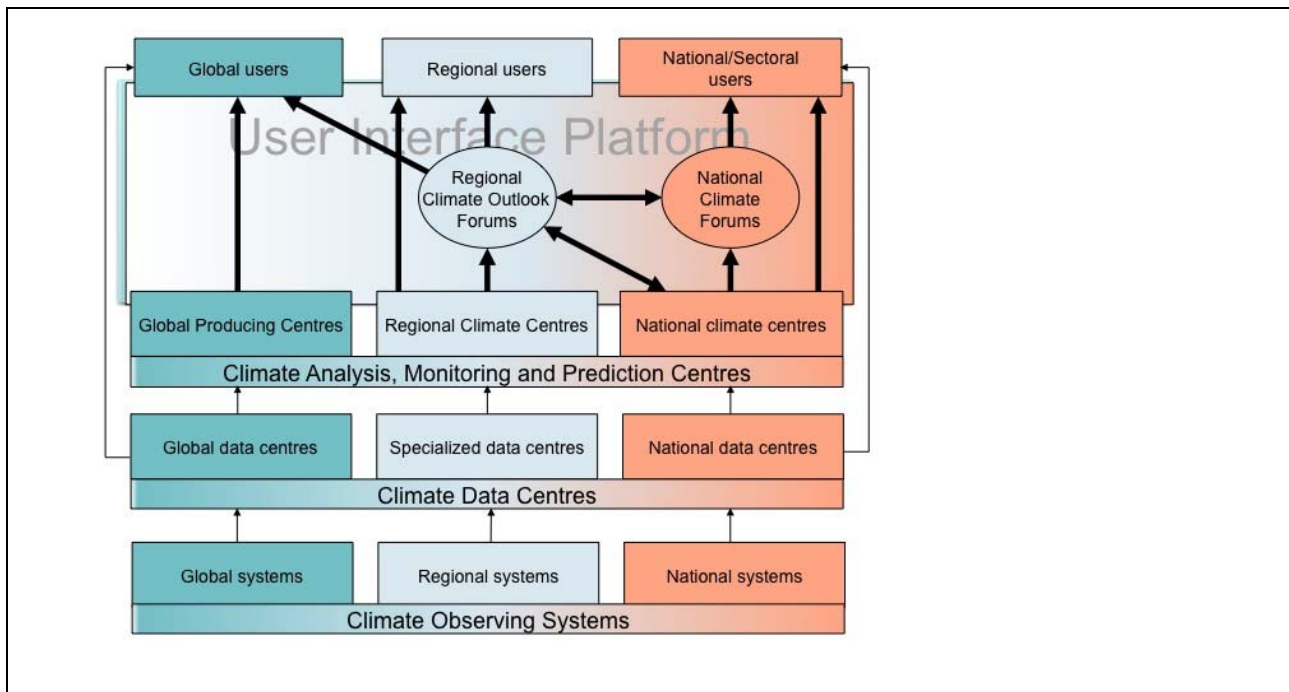 Global users
Regional users
National/Sectoral
users
User Interface Platform
Regional
Climate Outlook
Forums
National
Climate
Forums
Global Producing Centres
Regional Climate Centres
National climate centres
Climate Analysis, Monitoring and Prediction Centres
Global data centres
Specialized data centres
National data centres
Climate Data Centres
Global systems
Regional systems
National systems
Climate Observing Systems